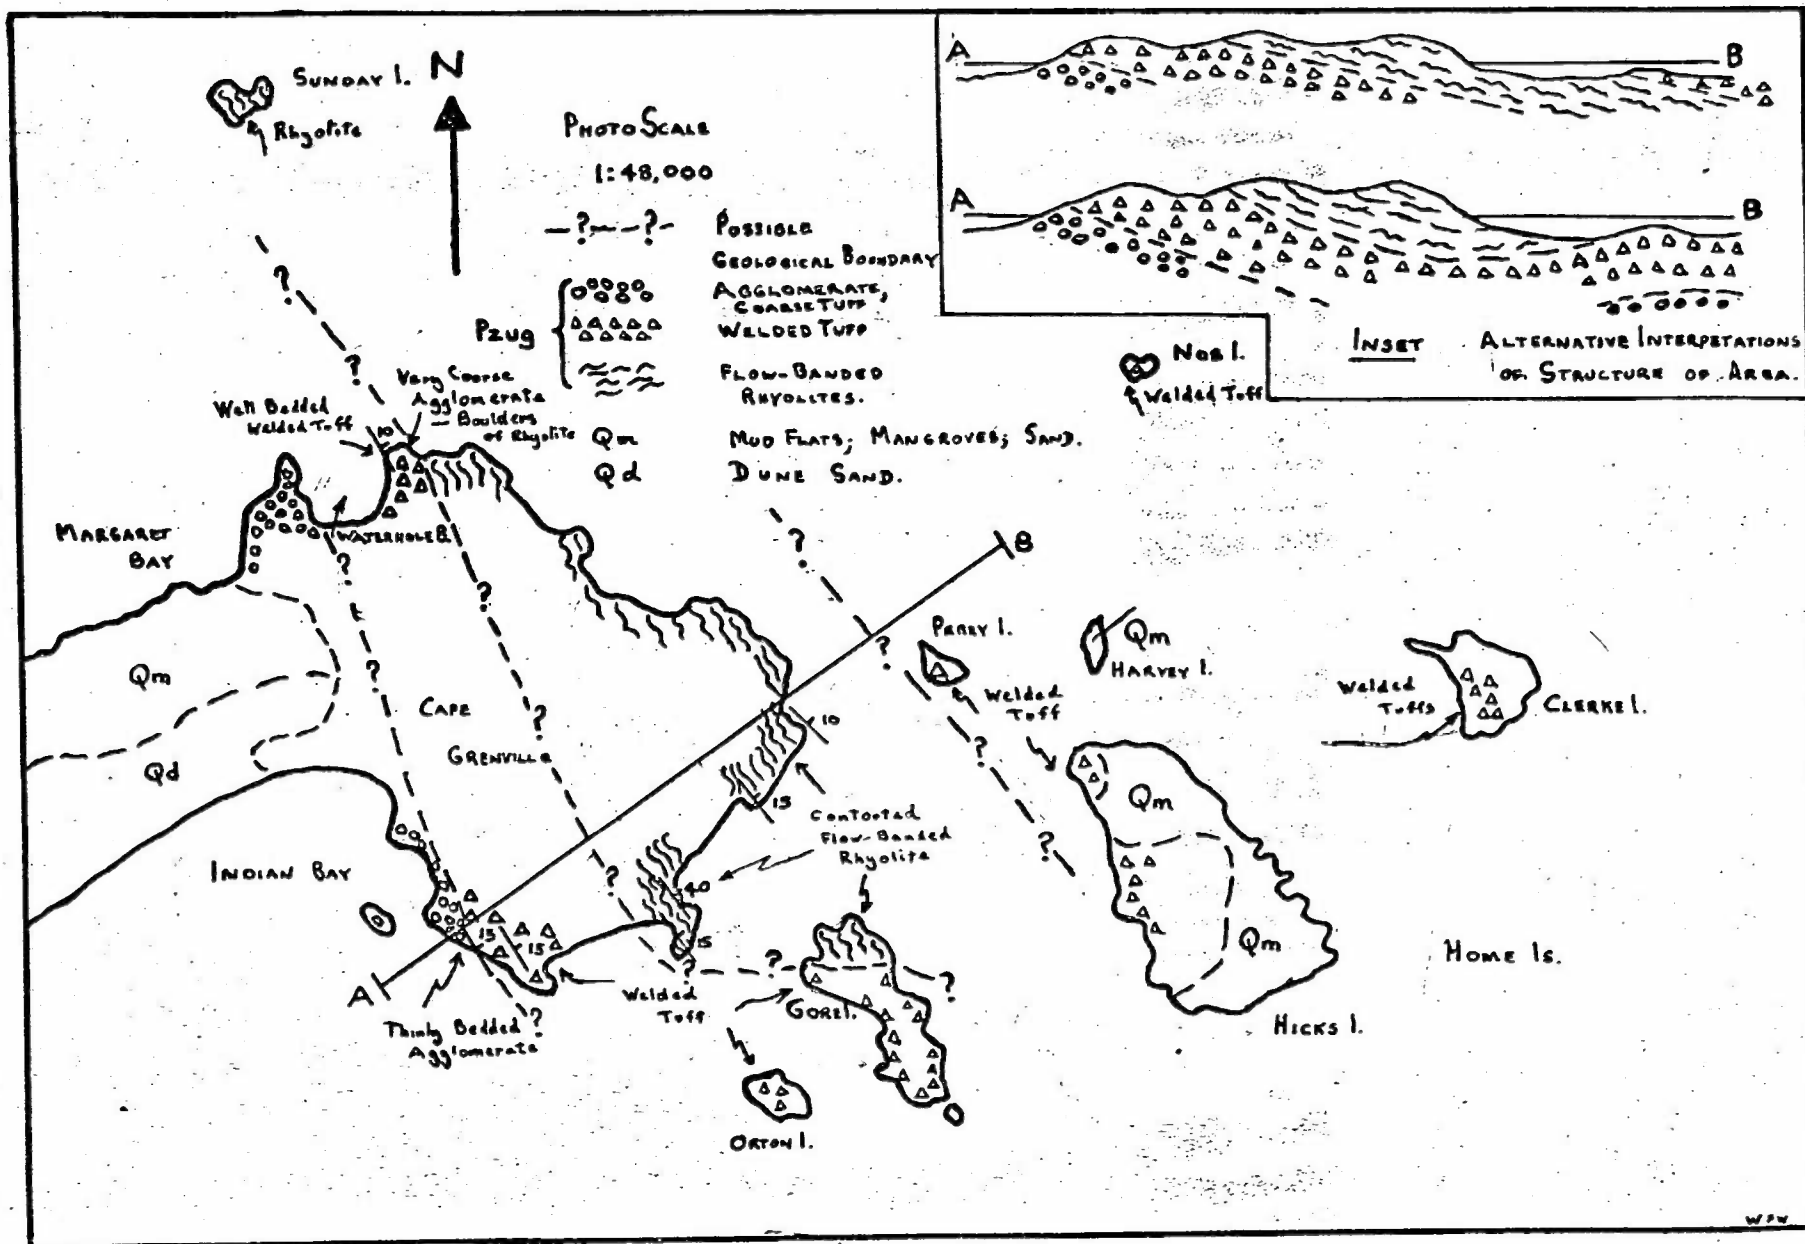 SUNDAY I.
Rhyolite
N
PHOTO SCALE
1:48,000
—?—–?– POSSIBLE
GEOLOGICAL BOUNDARY
Pzug
AGGLOMERATE,
COARSE TUFF
WELDED TUFF
FLOW-BANDED
RHYOLITES.
Qm MUD FLATS; MANGROVES; SAND.
Qd DUNE SAND.
A B
A B
INSET ALTERNATIVE INTERPETATIONS
OF STRUCTURE OF AREA.
NOB I.
Welded Tuff
?
?
Very Coarse
Agglomerate
– Boulders
of Rhyolite
Well Bedded
Welded Tuff
10
MARGARET
BAY
WATERHOLE B.
?
?
?
?
?
B
PERRY I.
Welded
Tuff
Qm
HARVEY I.
Welded
Tuffs
CLERKE I.
Qm
Qd
CAPE
GRENVILLE
?
?
10
15
Contorted
Flow-Banded
Rhyolite
?
?
Qm
Qm
INDIAN BAY
?
40
15
15
15
A
Thinly Bedded
Agglomerate
?
Welded
Tuff
?
?
?
GORE I.
ORTON I.
HICKS I.
HOME IS.